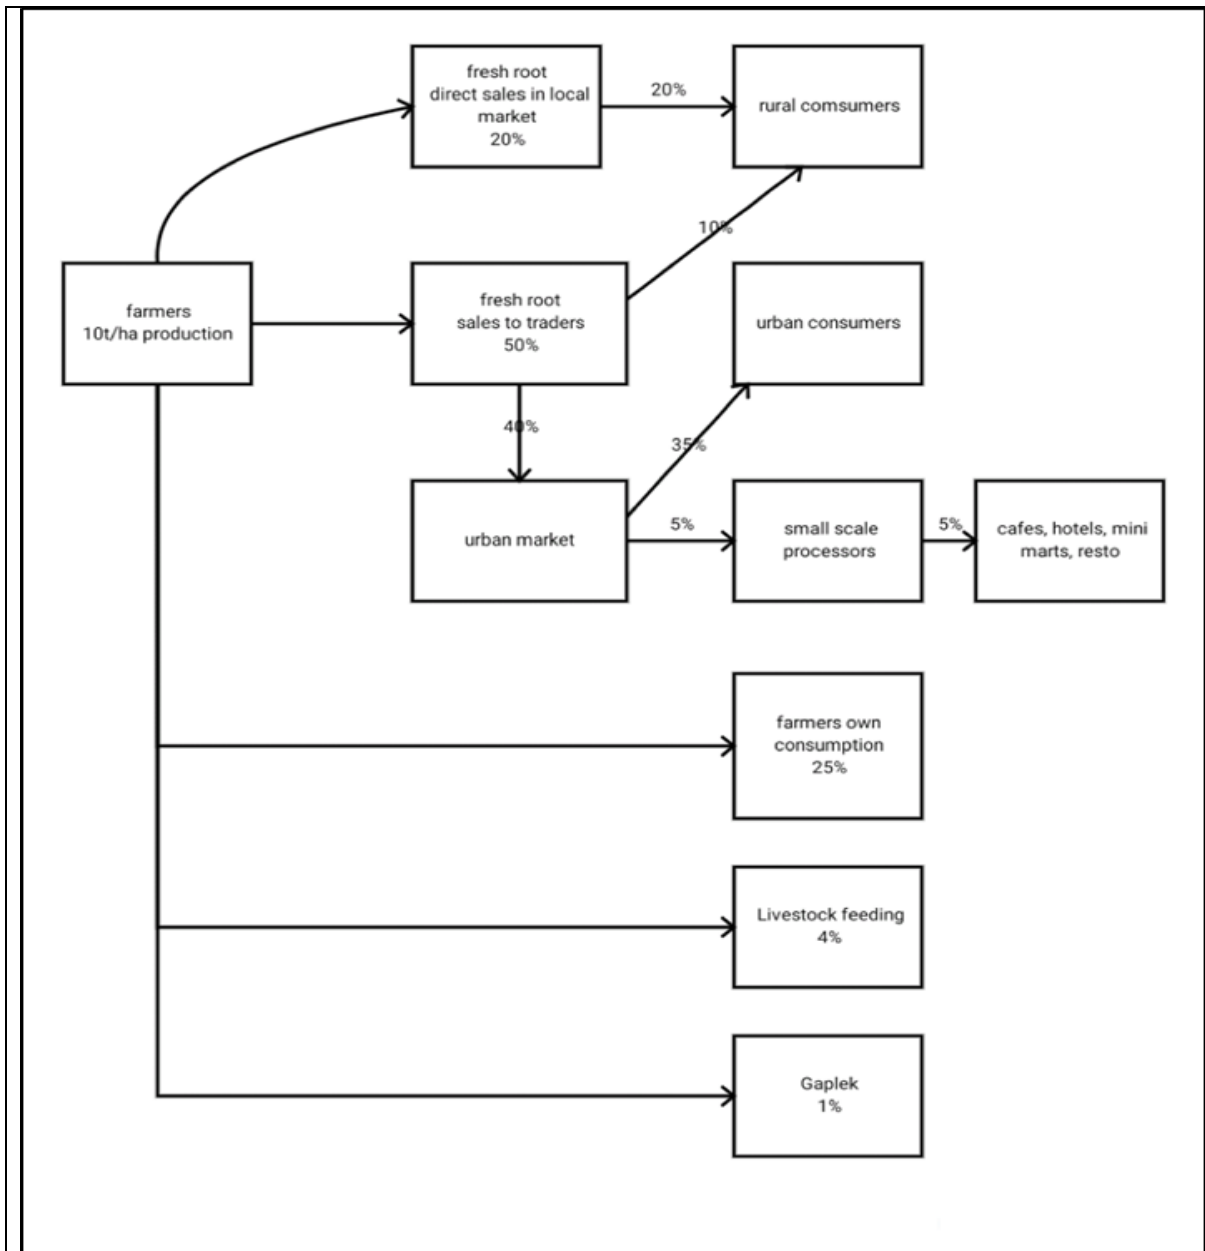 fresh root
direct sales in local
market
20%
20%
rural comsumers
10%
farmers
10t/ha production
fresh root
sales to traders
50%
urban consumers
40%
35%
urban market
5%
small scale
processors
5%
cafes, hotels, mini
marts, resto
farmers own
consumption
25%
Livestock feeding
4%
Gaplek
1%